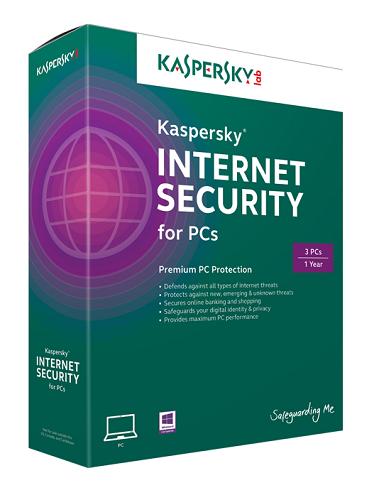 KASPERSKY lab
Kaspersky®
INTERNET
SECURITY
for PCs
3 PCs
1 Year
Premium PC Protection
• Defends against all types of internet threats
• Protects against new, emerging & unknown threats
• Secures online banking and shopping
• Safeguards your digital identity & privacy
• Provides maximum PC performance
PC
Safeguarding Me
KASPERSKY lab
Kaspersky®
INTERNET
SECURITY
for PCs